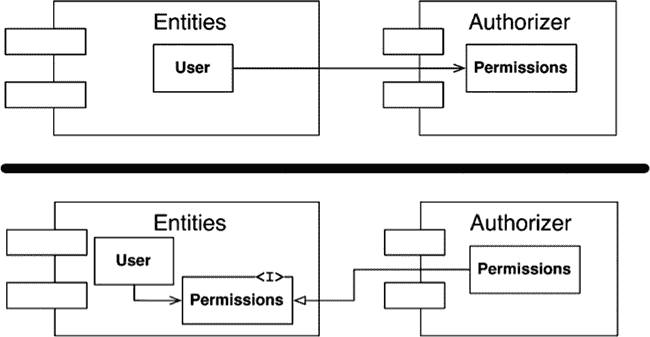 Entities
Authorizer
User
Permissions
Entities
Authorizer
User
<I>
Permissions
Permissions